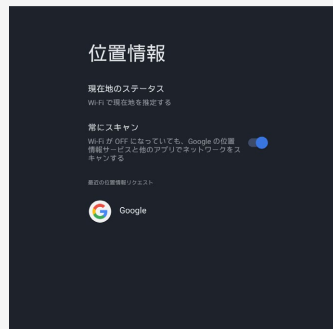 位置情報
現在地のステータス
Wi-Fi で現在地を推定する
常にスキャン
Wi-Fi が OFF になっていても、Google の位置
情報サービスと他のアプリでネットワークをス
キャンする
最近の位置情報リクエスト
Google